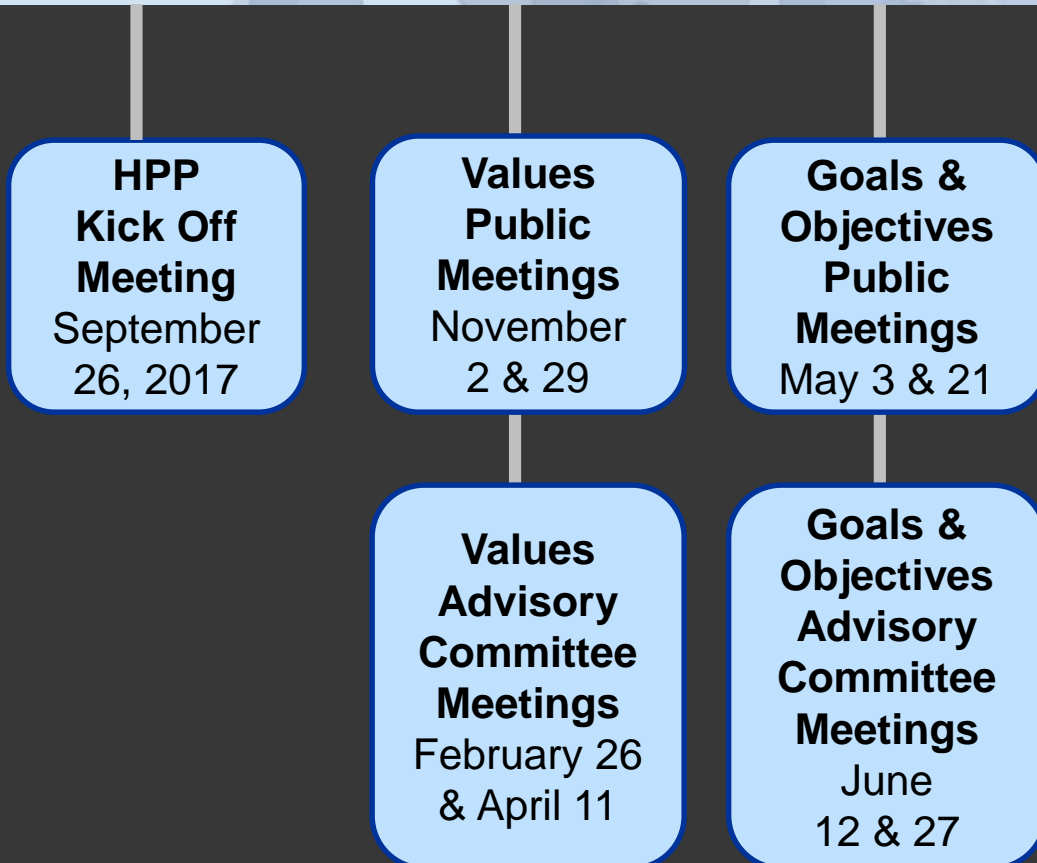 HPP
Kick Off
Meeting
September
26, 2017
Values
Public
Meetings
November
2 & 29
Goals &
Objectives
Public
Meetings
May 3 & 21
Values
Advisory
Committee
Meetings
February 26
& April 11
Goals &
Objectives
Advisory
Committee
Meetings
June
12 & 27